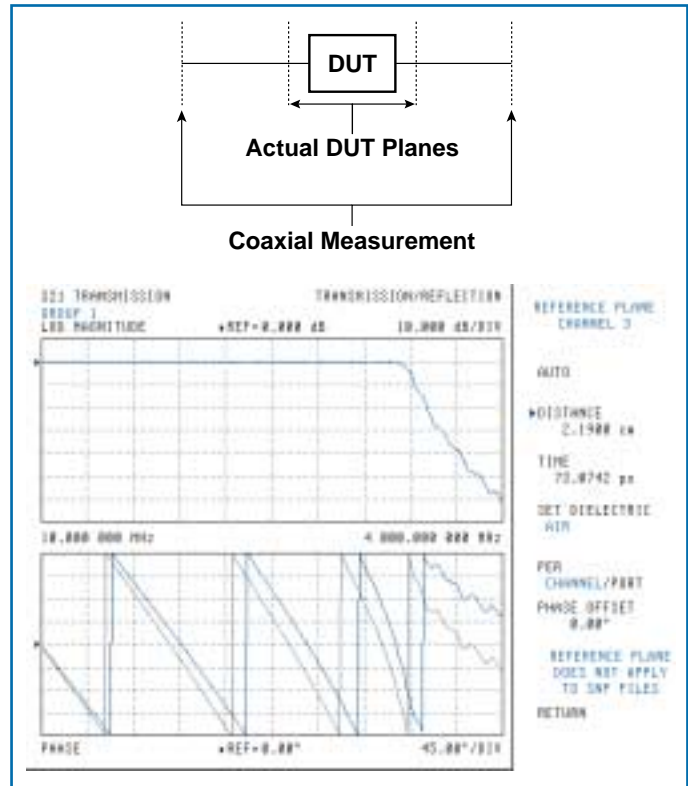 DUT
Actual DUT Planes
Coaxial Measurement
S21 TRANSMISSION
TRANSMISSION/REFLECTION
GROUP 1
LOG MAGNITUDE
▸REF=0.000 dB
10.000 dB/DIV
REFERENCE PLANE
CHANNEL 3
AUTO
▸DISTANCE
2.1900 cm
TIME
73.0742 ps
SET DIELECTRIC
AIR
10.000 000 MHz
4 000.000 000 MHz
PER
CHANNEL/PORT
PHASE OFFSET
0.00°
REFERENCE PLANE
DOES NOT APPLY
TO SNP FILES
RETURN
PHASE
▸REF=0.00°
45.00°/DIV